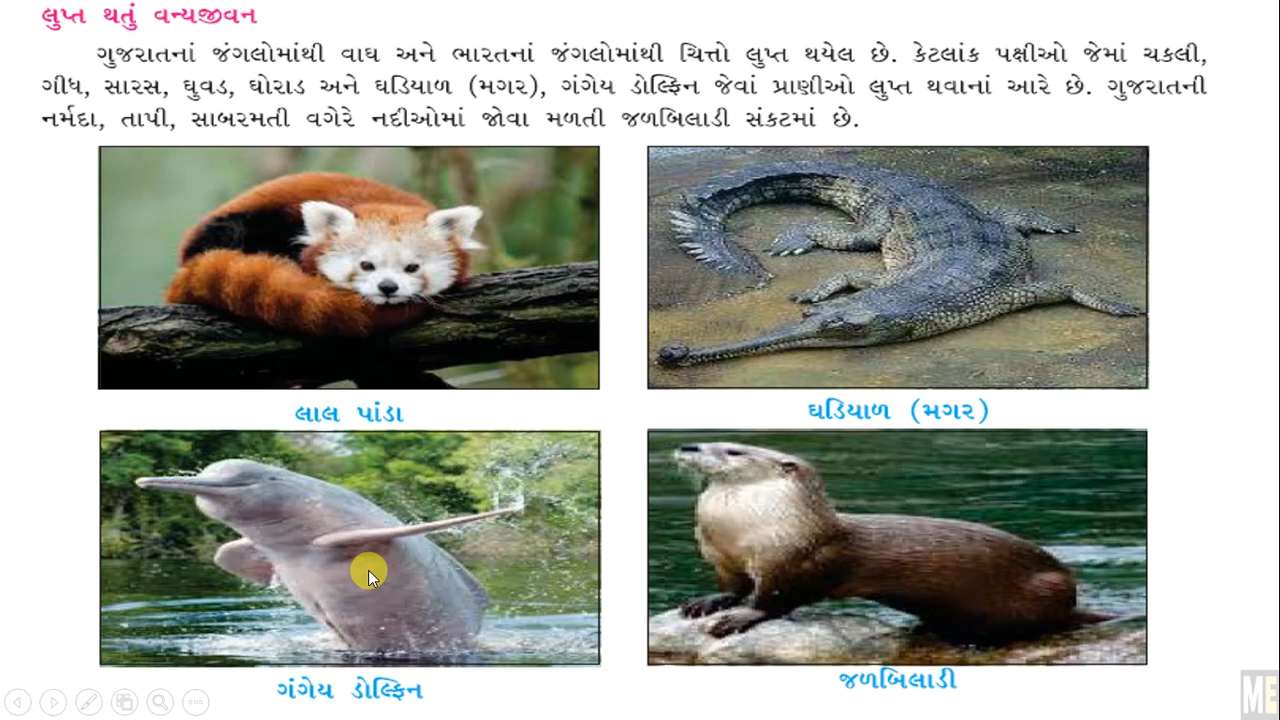 લુપ્ત થતું વન્યજીવન
ગુજરાતનાં જંગલોમાંથી વાઘ અને ભારતનાં જંગલોમાંથી ચિત્તો લુપ્ત થયેલ છે. કેટલાંક પક્ષીઓ જેમાં ચકલી,
ગીધ, સારસ, ઘુવડ, ઘોરાડ અને ઘડિયાળ (મગર), ગંગેય ડોલ્ફિન જેવાં પ્રાણીઓ લુપ્ત થવાનાં આરે છે. ગુજરાતની
નર્મદા, તાપી, સાબરમતી વગેરે નદીઓમાં જોવા મળતી જળબિલાડી સંકટમાં છે.
લાલ પાંડા
ઘડિયાળ (મગર)
ગંગેય ડોલ્ફિન
જળબિલાડી
ME